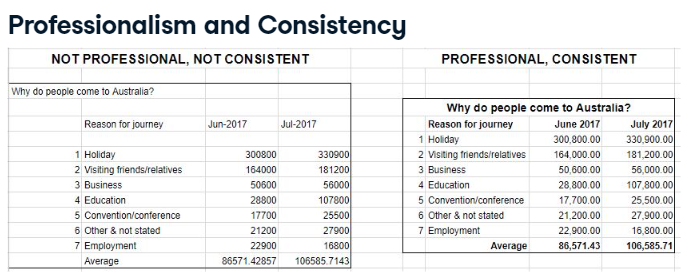 Professionalism and Consistency
NOT PROFESSIONAL, NOT CONSISTENT
Why do people come to Australia?
Reason for journey Jun-2017 Jul-2017
1 Holiday 300800 330900
2 Visiting friends/relatives 164000 181200
3 Business 50600 56000
4 Education 28800 107800
5 Convention/conference 17700 25500
6 Other & not stated 21200 27900
7 Employment 22900 16800
Average 86571.42857 106585.7143
PROFESSIONAL, CONSISTENT
Why do people come to Australia?
Reason for journey June 2017 July 2017
1 Holiday 300,800.00 330,900.00
2 Visiting friends/relatives 164,000.00 181,200.00
3 Business 50,600.00 56,000.00
4 Education 28,800.00 107,800.00
5 Convention/conference 17,700.00 25,500.00
6 Other & not stated 21,200.00 27,900.00
7 Employment 22,900.00 16,800.00
Average 86,571.43 106,585.71